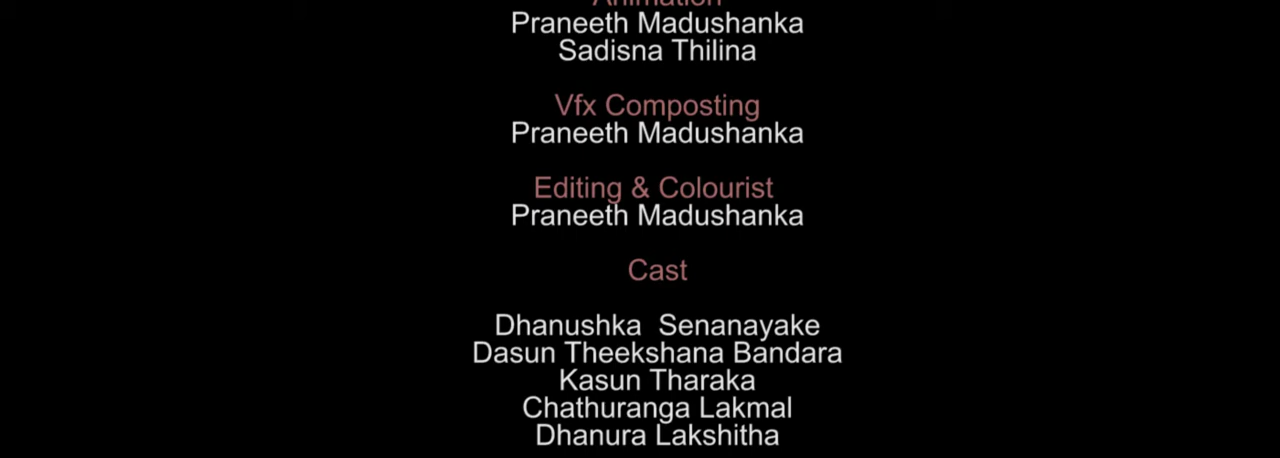 Animation
Praneeth Madushanka
Sadisna Thilina
Vfx Composting
Praneeth Madushanka
Editing & Colourist
Praneeth Madushanka
Cast
Dhanushka  Senanayake
Dasun Theekshana Bandara
Kasun Tharaka
Chathuranga Lakmal
Dhanura Lakshitha